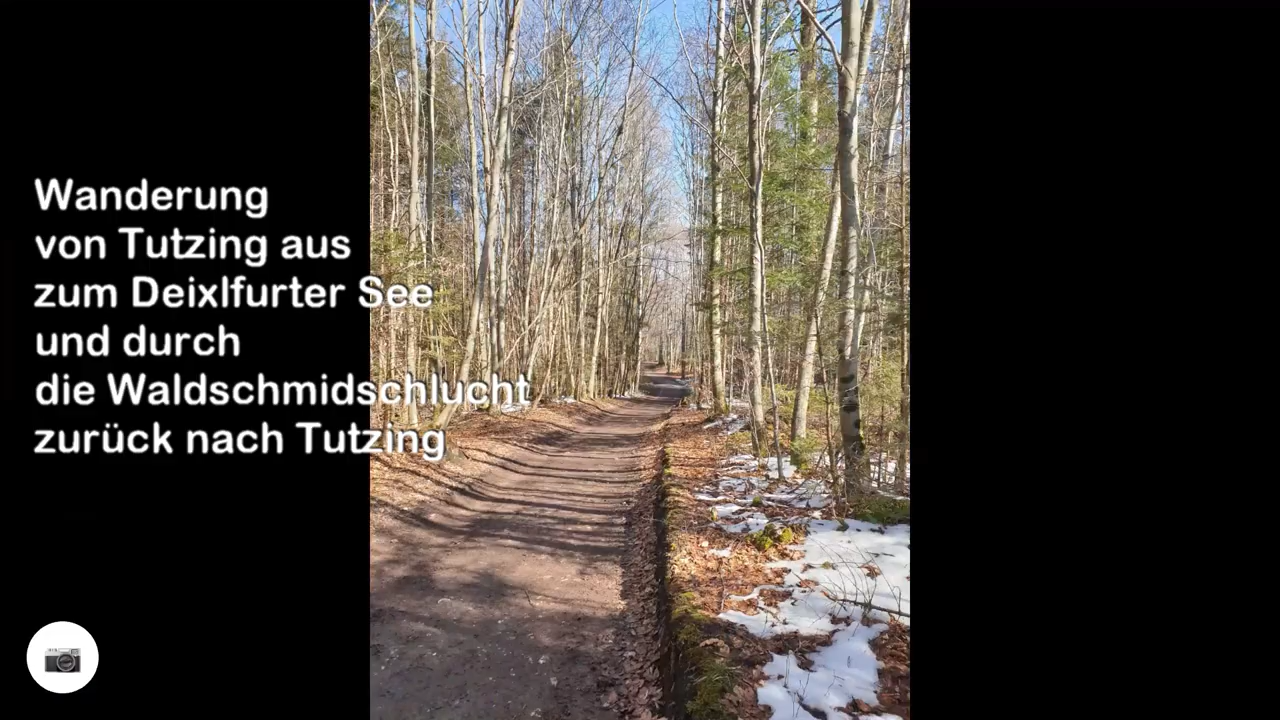 Wanderung
von Tutzing aus
zum Deixlfurter See
und durch
die Waldschmidschlucht
zurück nach Tutzing